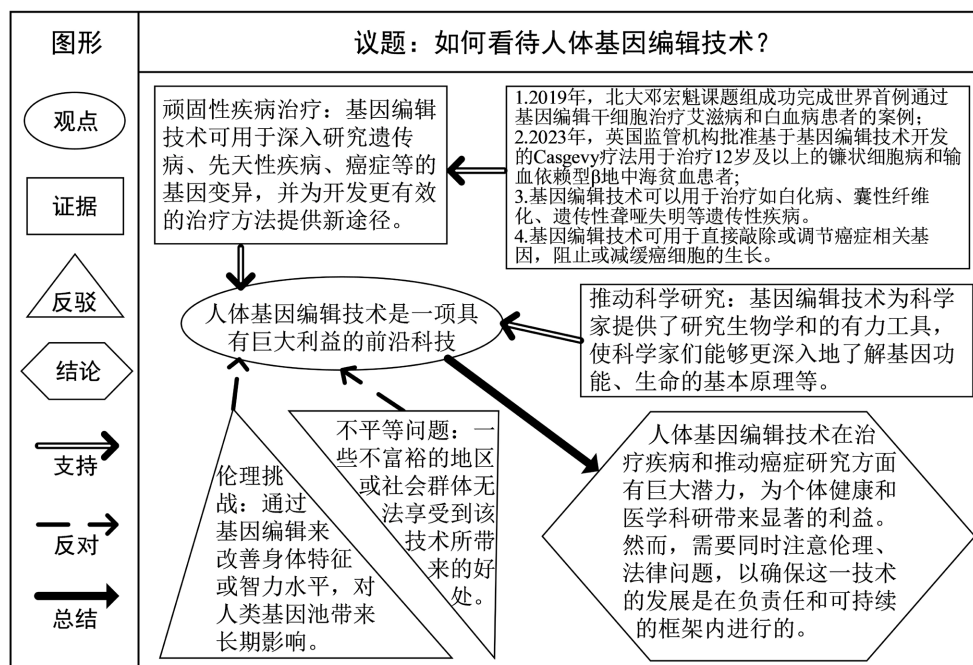 图形
议题：如何看待人体基因编辑技术？
观点
证据
反驳
结论
支持
反对
总结
顽固性疾病治疗：基因编辑
技术可用于深入研究遗传
病、先天性疾病、癌症等的
基因变异，并为开发更有效
的治疗方法提供新途径。
1.2019年，北大邓宏魁课题组成功完成世界首例通过
基因编辑干细胞治疗艾滋病和白血病患者的案例；
2.2023年，英国监管机构批准基于基因编辑技术开发
的Casgevy疗法用于治疗12岁及以上的镰状细胞病和输
血依赖型β地中海贫血患者;
3.基因编辑技术可以用于治疗如白化病、囊性纤维
化、遗传性聋哑失明等遗传性疾病。
4.基因编辑技术可用于直接敲除或调节癌症相关基
因，阻止或减缓癌细胞的生长。
人体基因编辑技术是一项具
有巨大利益的前沿科技
推动科学研究：基因编辑技术为科学
家提供了研究生物学和的有力工具，
使科学家们能够更深入地了解基因功
能、生命的基本原理等。
伦理挑
战：通过
基因编辑来
改善身体特征
或智力水平，对
人类基因池带来
长期影响。
不平等问题：一
些不富裕的地区
或社会群体无
法享受到该
技术所带
来的好
处。
人体基因编辑技术在治
疗疾病和推动癌症研究方面
有巨大潜力，为个体健康和
医学科研带来显著的利益。
然而，需要同时注意伦理、
法律问题，以确保这一技术
的发展是在负责任和可持续
的框架内进行的。